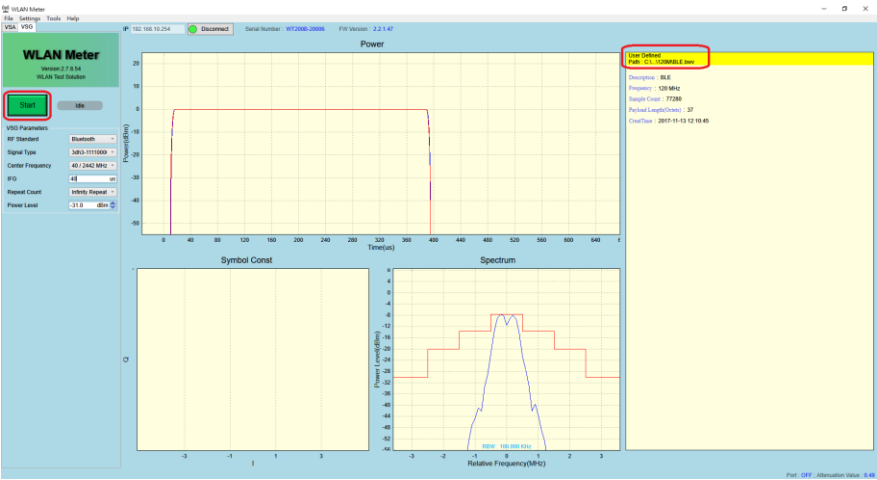 WLAN Meter
File Settings Tools Help
VSA VSG
IP 192.168.10.254 Disconnect Serial Number : WT200B-20006 FW Version : 2.2.1.47
WLAN Meter
Version:2.7.8.54
WLAN Test Solution
Start Idle
VSG Parameters
RF Standard Bluetooth
Signal Type 3dh3-1111000
Center Frequency 40 / 2442 MHz
IFG 40 us
Repeat Count Infinity Repeat
Power Level -31.0 dBm
Power
Power(dBm)
20
10
0
-10
-20
-30
-40
-50
0 40 80 120 160 200 240 280 320 360 400 440 480 520 560 600 640
Time(us)
User Defined
Path : C:\...\120M\BLE.bwv
Description : BLE
Frequency : 120 MHz
Sample Count : 77280
Payload Length(Octets) : 37
CreatTime : 2017-11-13 12:10:45
Symbol Const
Q
-3 -1 1 3
I
Spectrum
Power Level(dBm)
8
4
0
-4
-8
-12
-16
-20
-24
-28
-32
-36
-40
-44
-48
-52
-56
RBW: 100.000 KHz
-3 -2 -1 0 1 2 3
Relative Frequency(MHz)
Port : OFF , Attenuation Value : 8.49